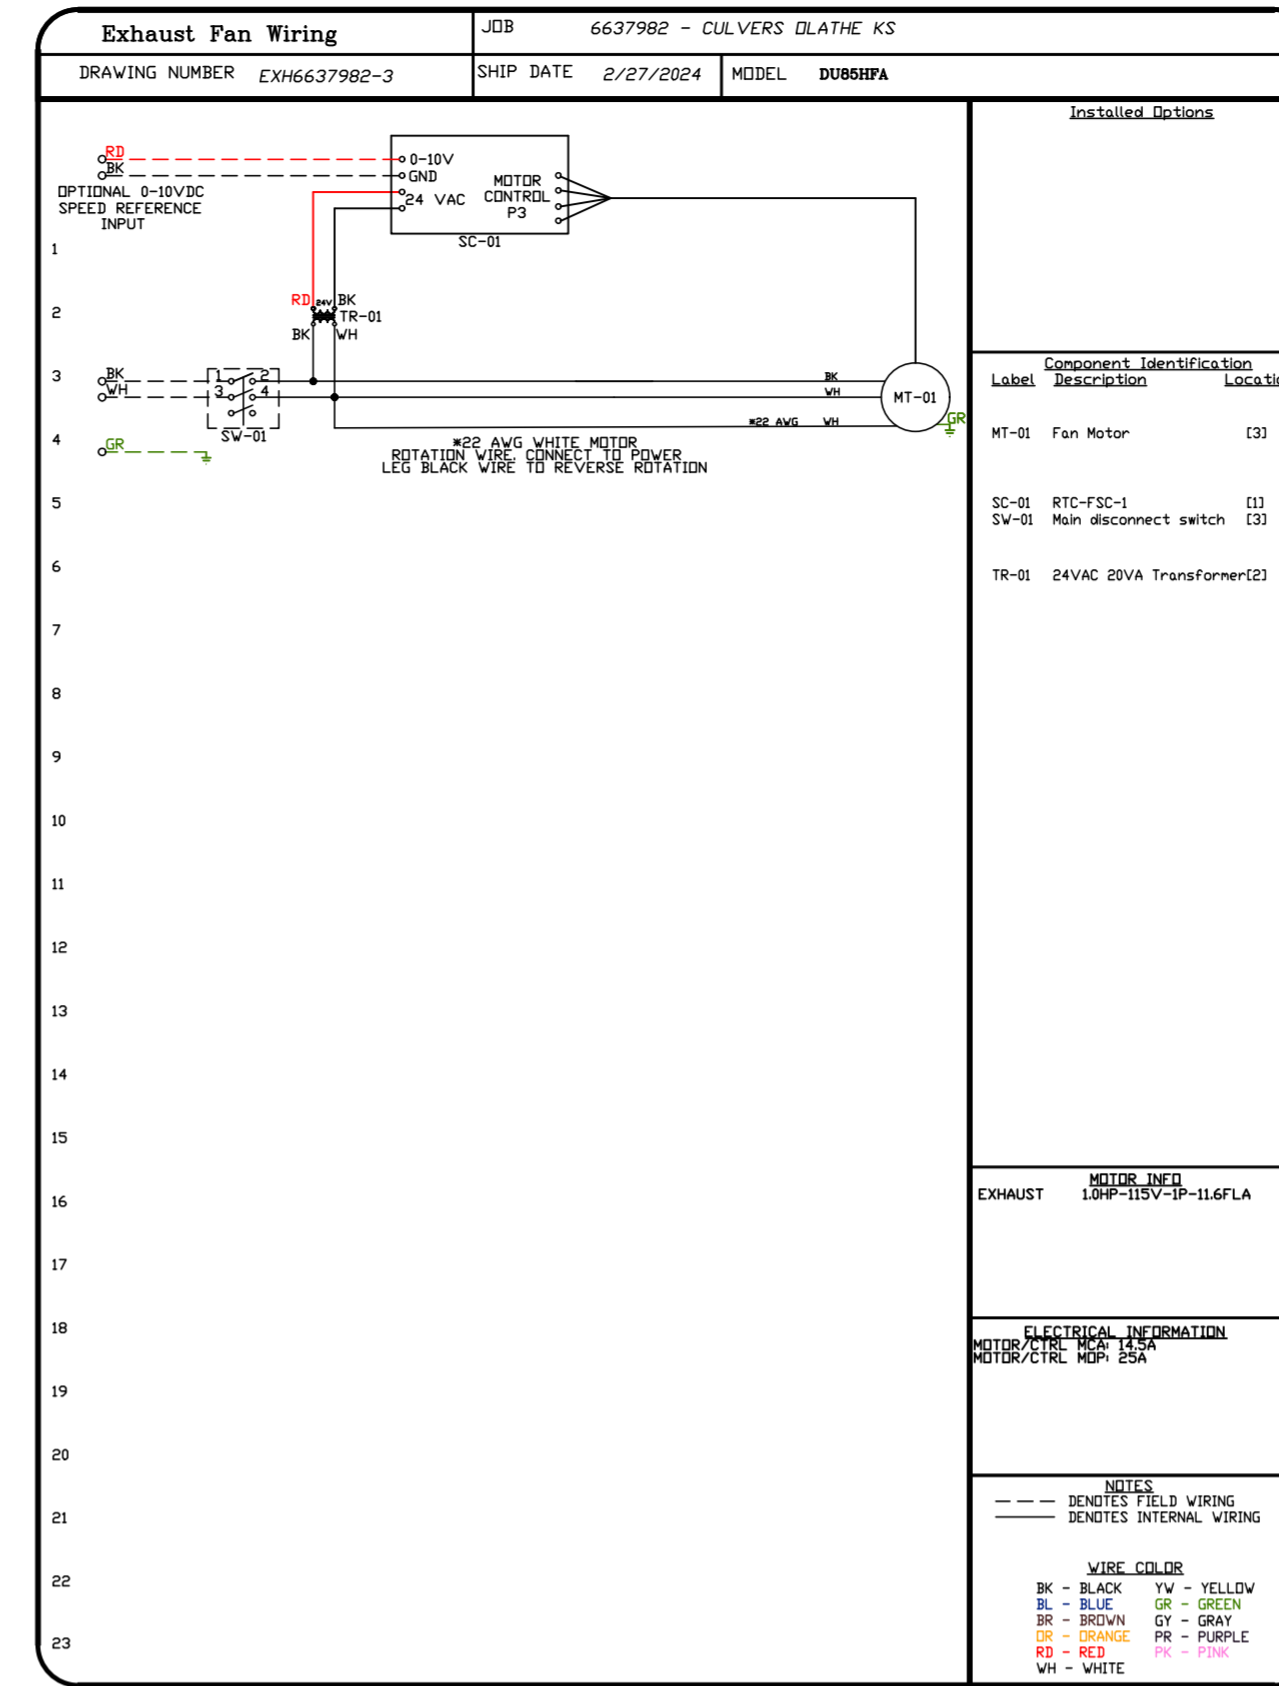 Exhaust Fan Wiring
JOB 6637982 - CULVERS OLATHE KS
DRAWING NUMBER EXH6637982-3
SHIP DATE 2/27/2024
MODEL DU85HFA
RD
BK
OPTIONAL 0-10VDC
SPEED REFERENCE
INPUT
0-10V
GND
24 VAC
MOTOR
CONTROL
P3
SC-01
RD 24V BK
TR-01
BK WH
BK
WH
1 2
3 4
SW-01
GR
BK
WH
*22 AWG WH
MT-01
GR
*22 AWG WHITE MOTOR
ROTATION WIRE. CONNECT TO POWER
LEG BLACK WIRE TO REVERSE ROTATION
1
2
3
4
5
6
7
8
9
10
11
12
13
14
15
16
17
18
19
20
21
22
23
Installed Options
Component Identification
Label Description Locatio
MT-01 Fan Motor [3]
SC-01 RTC-FSC-1 [1]
SW-01 Main disconnect switch [3]
TR-01 24VAC 20VA Transformer[2]
MOTOR INFO
EXHAUST 1.0HP-115V-1P-11.6FLA
ELECTRICAL INFORMATION
MOTOR/CTRL MCA: 14.5A
MOTOR/CTRL MOP: 25A
NOTES
DENOTES FIELD WIRING
DENOTES INTERNAL WIRING
WIRE COLOR
BK - BLACK YW - YELLOW
BL - BLUE GR - GREEN
BR - BROWN GY - GRAY
OR - ORANGE PR - PURPLE
RD - RED PK - PINK
WH - WHITE